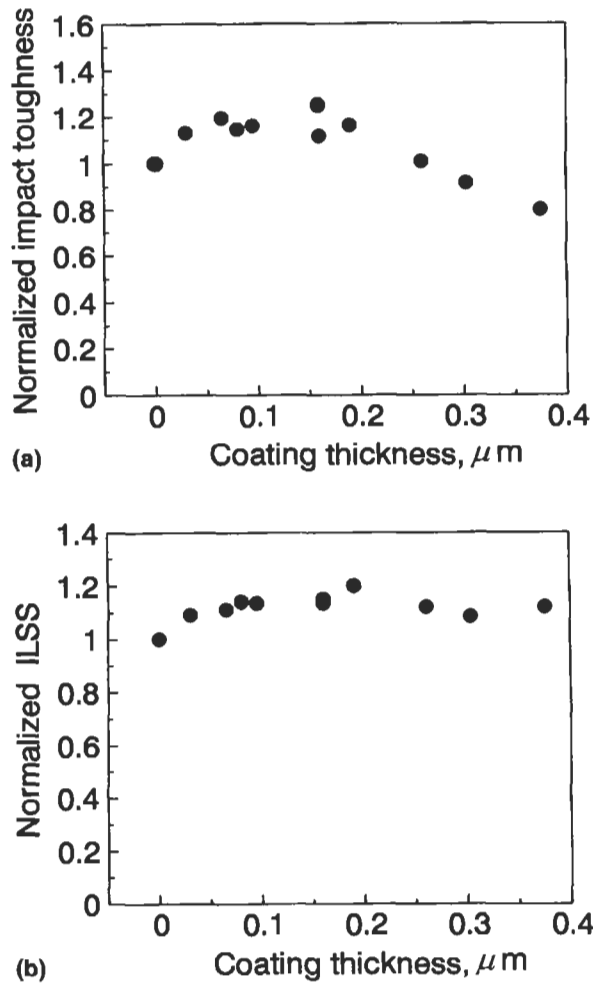 Normalized impact toughness
1.6
1.4
1.2
1
0.8
0.6
0.4
0.2
0
0 0.1 0.2 0.3 0.4
(a) Coating thickness, μm
Normalized ILSS
1.4
1.2
1
0.8
0.6
0.4
0.2
0
0 0.1 0.2 0.3 0.4
(b) Coating thickness, μm